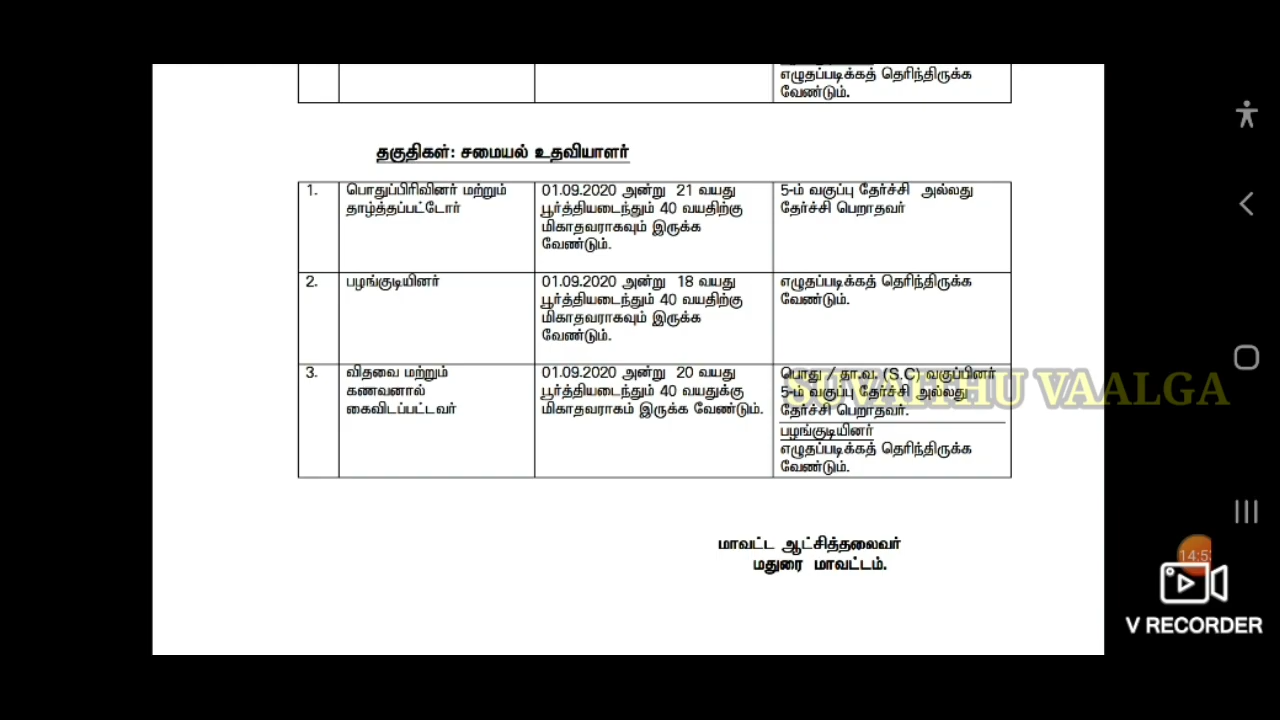 எழுதப்படிக்கத் தெரிந்திருக்க
வேண்டும்.
தகுதிகள்: சமையல் உதவியாளர்
1.
பொதுப்பிரிவினர் மற்றும்
தாழ்த்தப்பட்டோர்
01.09.2020 அன்று 21 வயது
பூர்த்தியடைந்தும் 40 வயதிற்கு
மிகாதவராகவும் இருக்க
வேண்டும்.
5-ம் வகுப்பு தேர்ச்சி அல்லது
தேர்ச்சி பெறாதவர்
2.
பழங்குடியினர்
01.09.2020 அன்று 18 வயது
பூர்த்தியடைந்தும் 40 வயதிற்கு
மிகாதவராகவும் இருக்க
வேண்டும்.
எழுதப்படிக்கத் தெரிந்திருக்க
வேண்டும்.
3.
விதவை மற்றும்
கணவனால்
கைவிடப்பட்டவர்
01.09.2020 அன்று 20 வயது
பூர்த்தியடைந்தும் 40 வயதுக்கு
மிகாதவராகம் இருக்க வேண்டும்.
பொது / தா.வ. (S.C) வகுப்பினர்
5-ம் வகுப்பு தேர்ச்சி அல்லது
தேர்ச்சி பெறாதவர்.
பழங்குடியினர்
எழுதப்படிக்கத் தெரிந்திருக்க
வேண்டும்.
SUVAITHU VAALGA
மாவட்ட ஆட்சித்தலைவர்
மதுரை மாவட்டம்.
V RECORDER